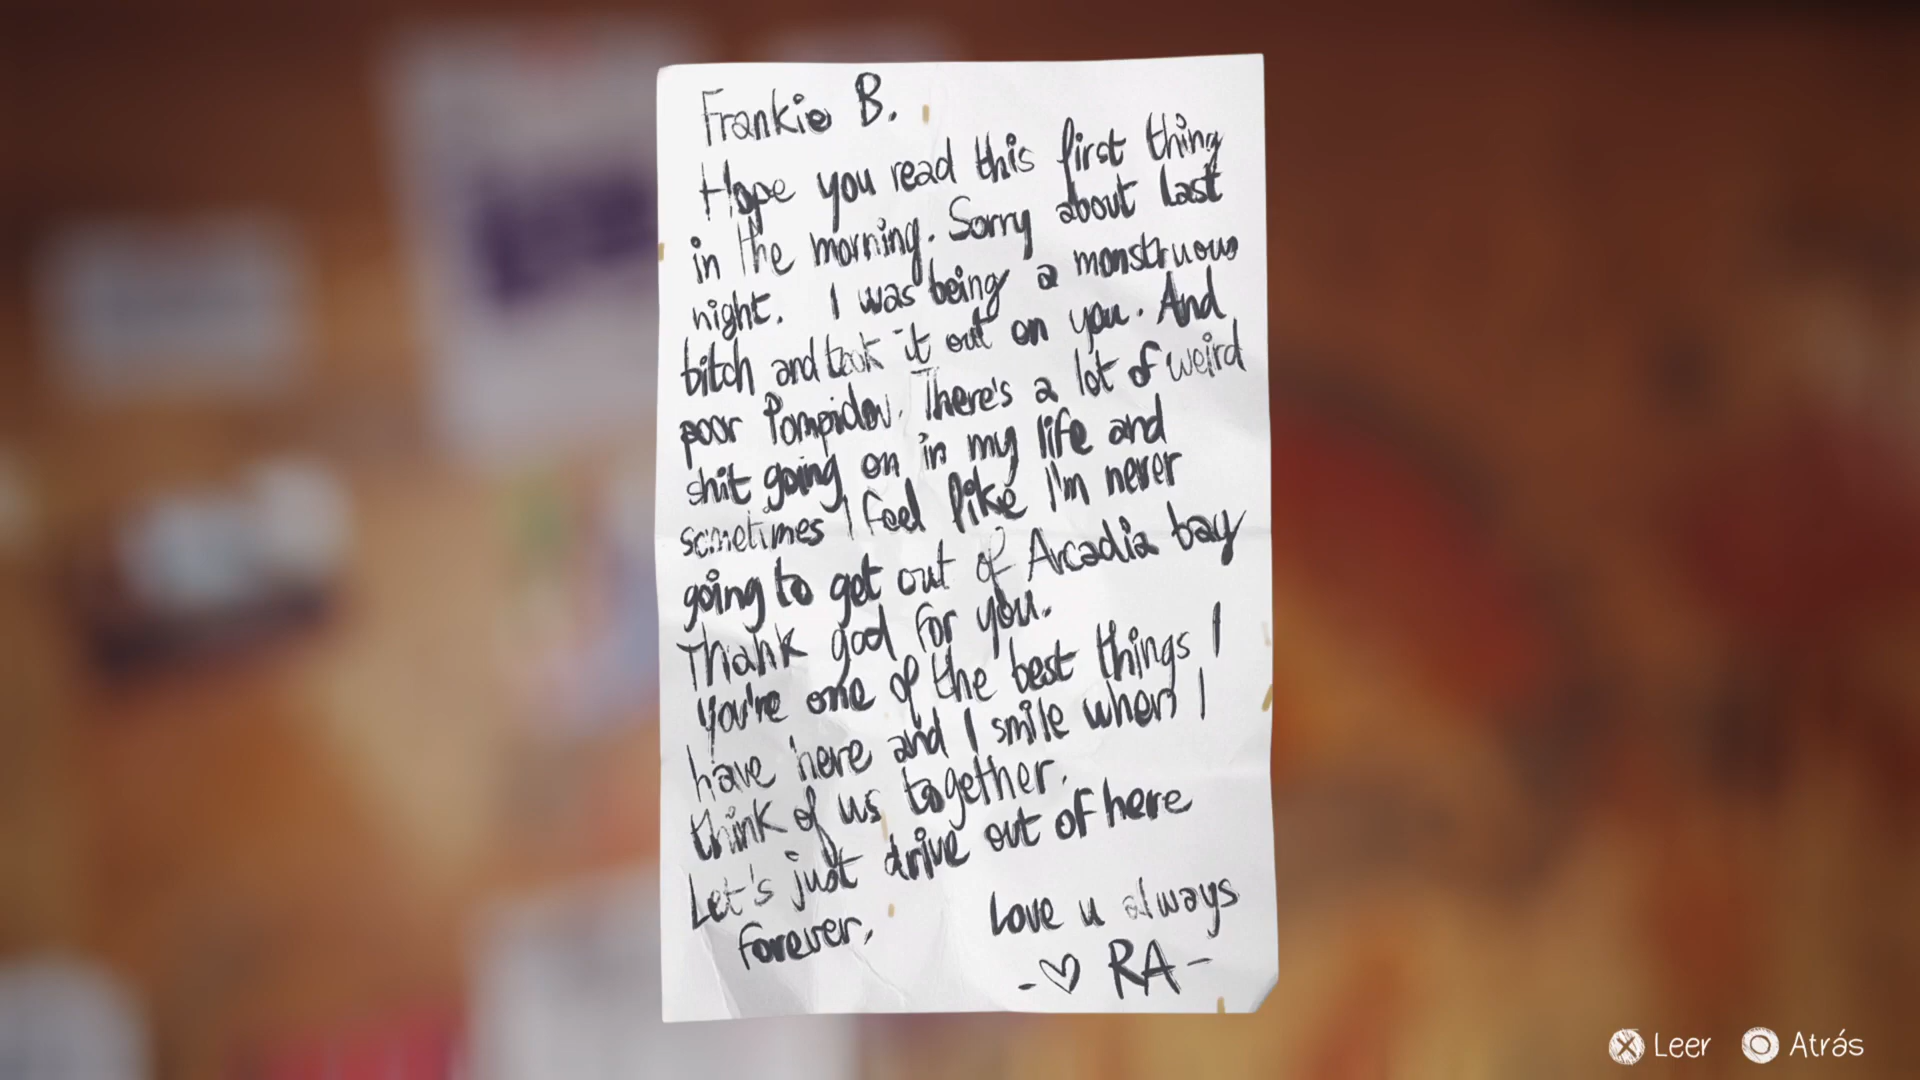 Frankie B.
Hope you read this first thing
in the morning. Sorry about last
night. I was being a monstruous
bitch and took it out on you. And
poor Pompidou. There's a lot of weird
shit going on in my life and
sometimes I feel like I'm never
going to get out of Arcadia bay
Thank god for you.
You're one of the best things I
have here and I smile when I
think of us together.
Let's just drive out of here
forever.
Love u always
-♡ RA-
Leer Atrás